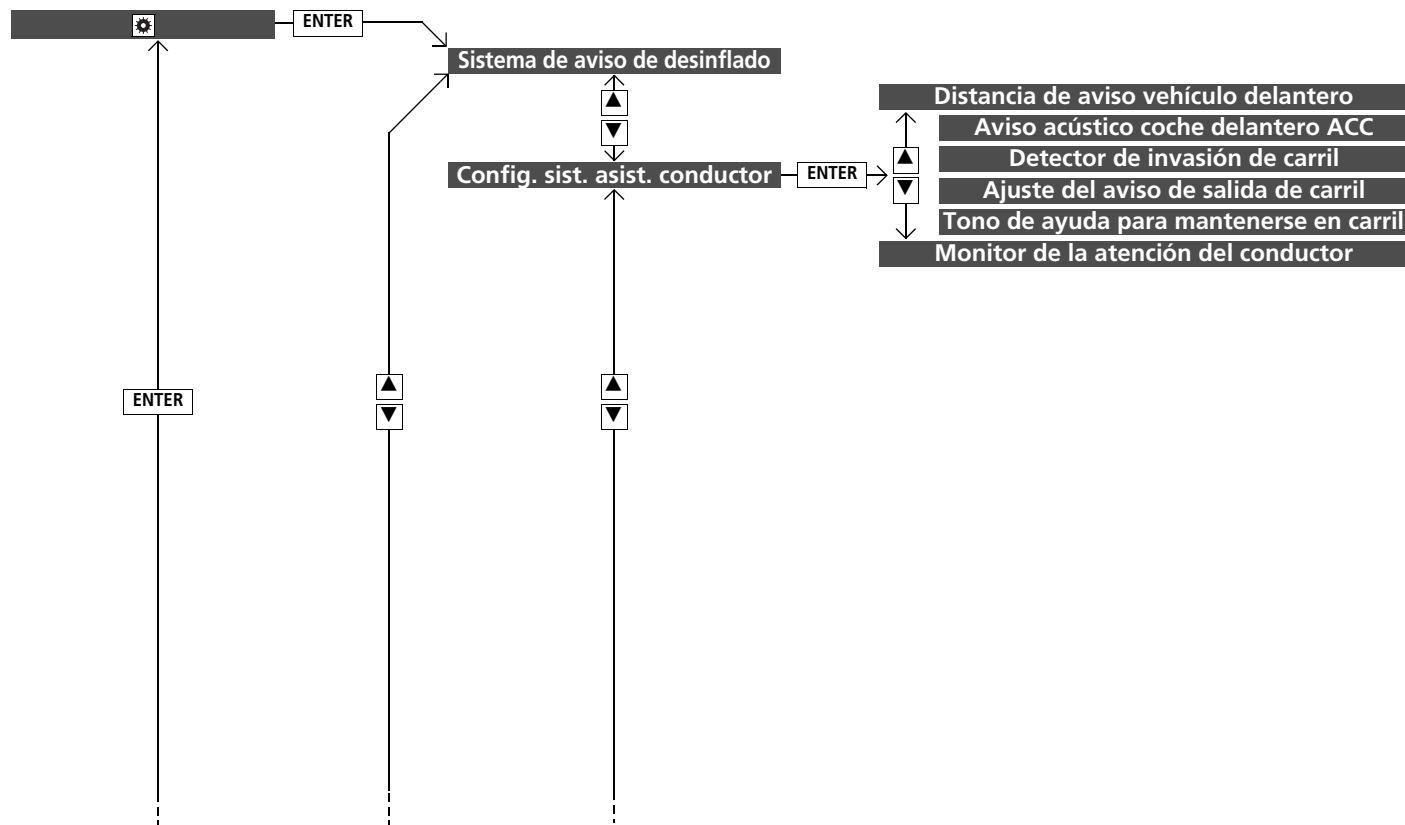 ENTER
Sistema de aviso de desinflado
▲
▼
Distancia de aviso vehículo delantero
Aviso acústico coche delantero ACC
Config. sist. asist. conductor
ENTER
▲
▼
Detector de invasión de carril
Ajuste del aviso de salida de carril
Tono de ayuda para mantenerse en carril
Monitor de la atención del conductor
ENTER
▲
▼
▲
▼